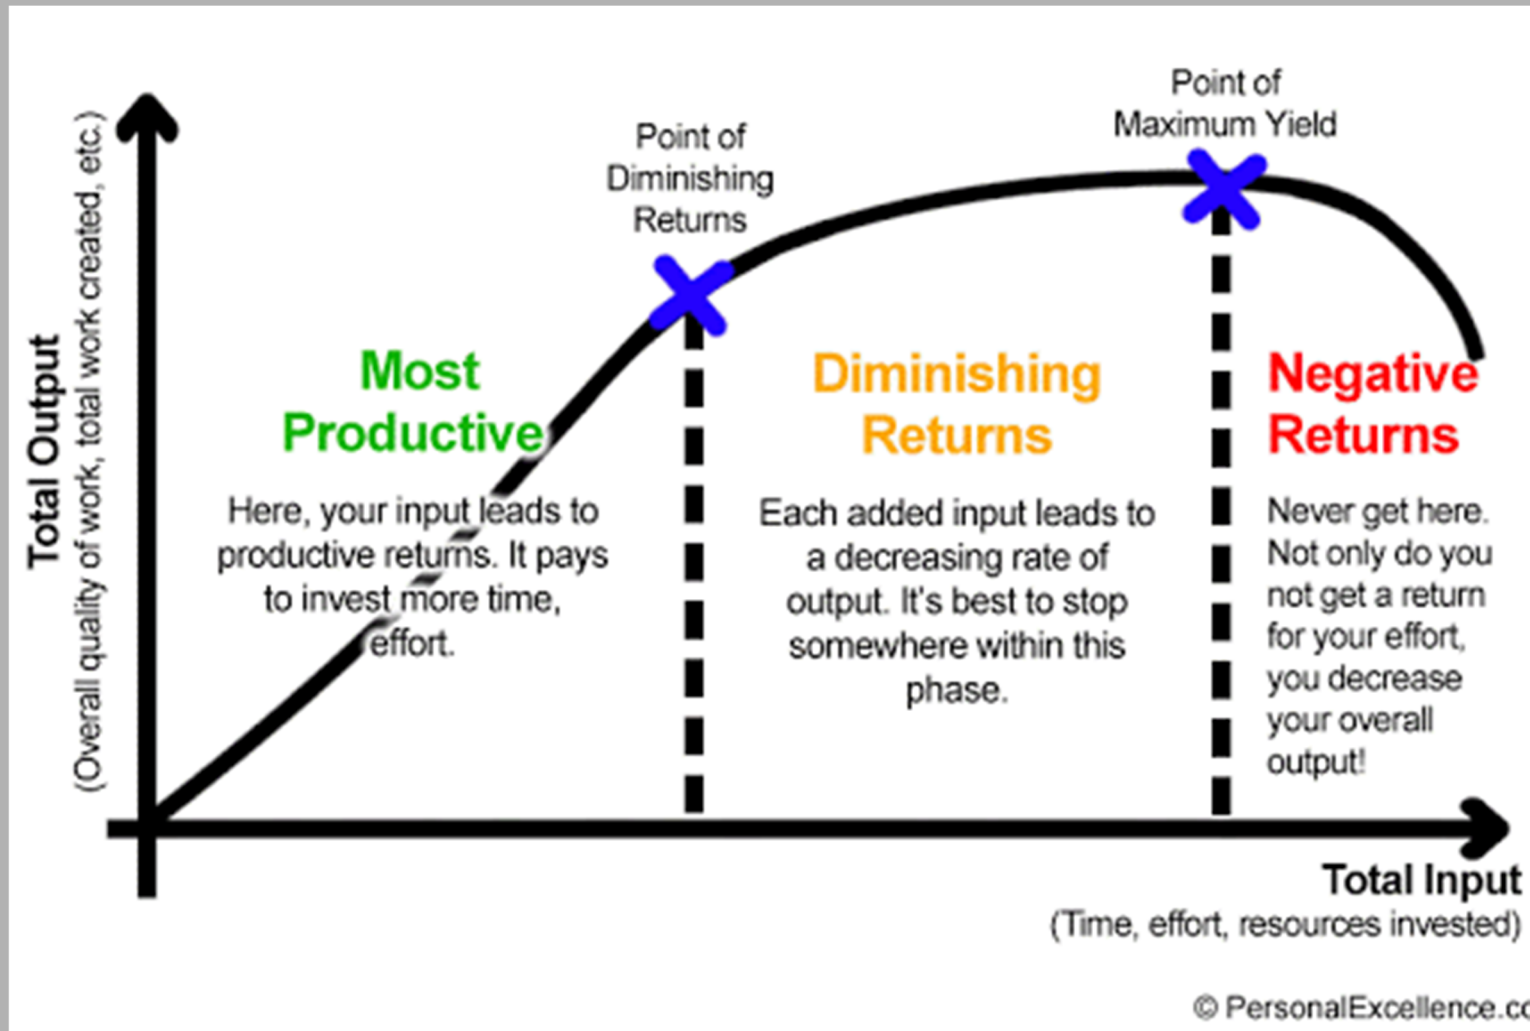 Point of
Maximum Yield
Point of
Diminishing
Returns
Total Output
(Overall quality of work, total work created, etc.)
Most
Productive
Here, your input leads to
productive returns. It pays
to invest more time,
effort.
Diminishing
Returns
Each added input leads to
a decreasing rate of
output. It's best to stop
somewhere within this
phase.
Negative
Returns
Never get here.
Not only do you
not get a return
for your effort,
you decrease
your overall
output!
Total Input
(Time, effort, resources invested)
© PersonalExcellence.co